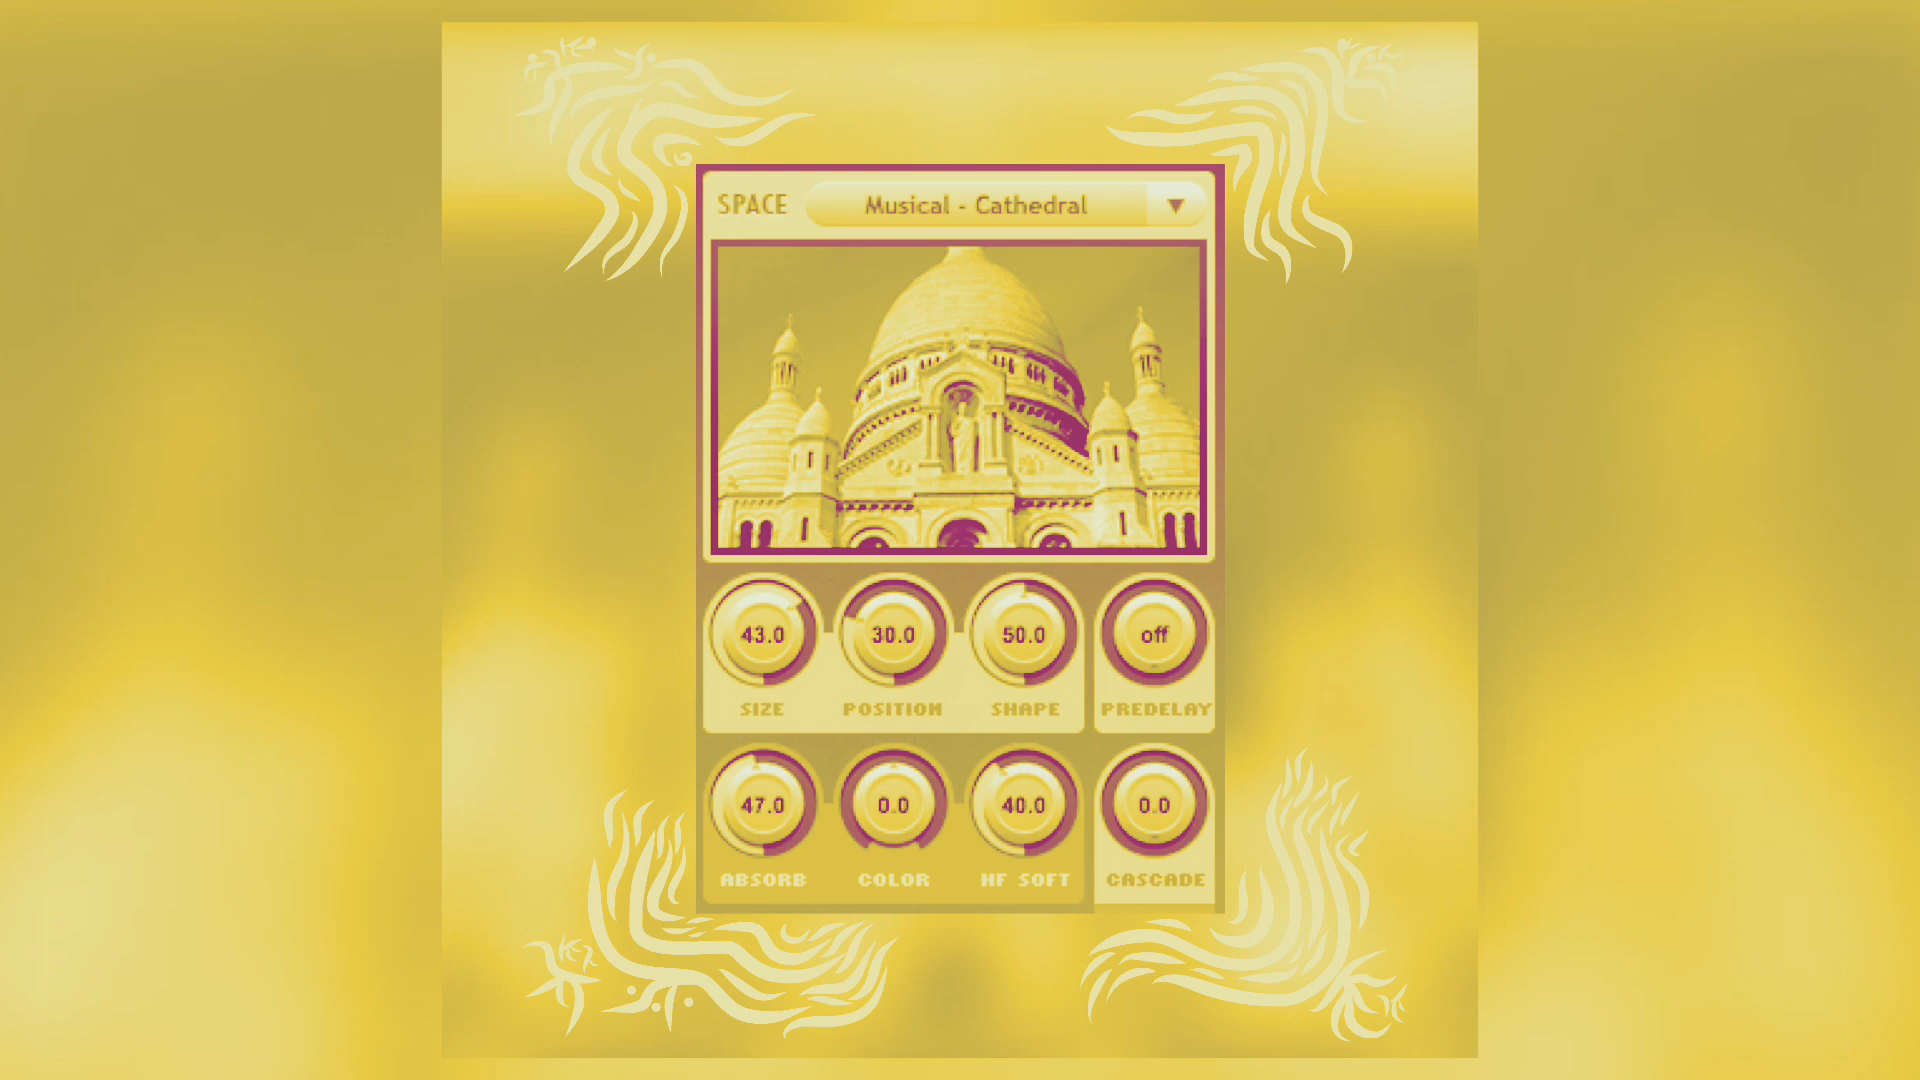 SPACE Musical - Cathedral
43.0 30.0 50.0 off
SIZE POSITION SHAPE PREDELAY
47.0 0.0 40.0 0.0
ABSORB COLOR HF SOFT CASCADE